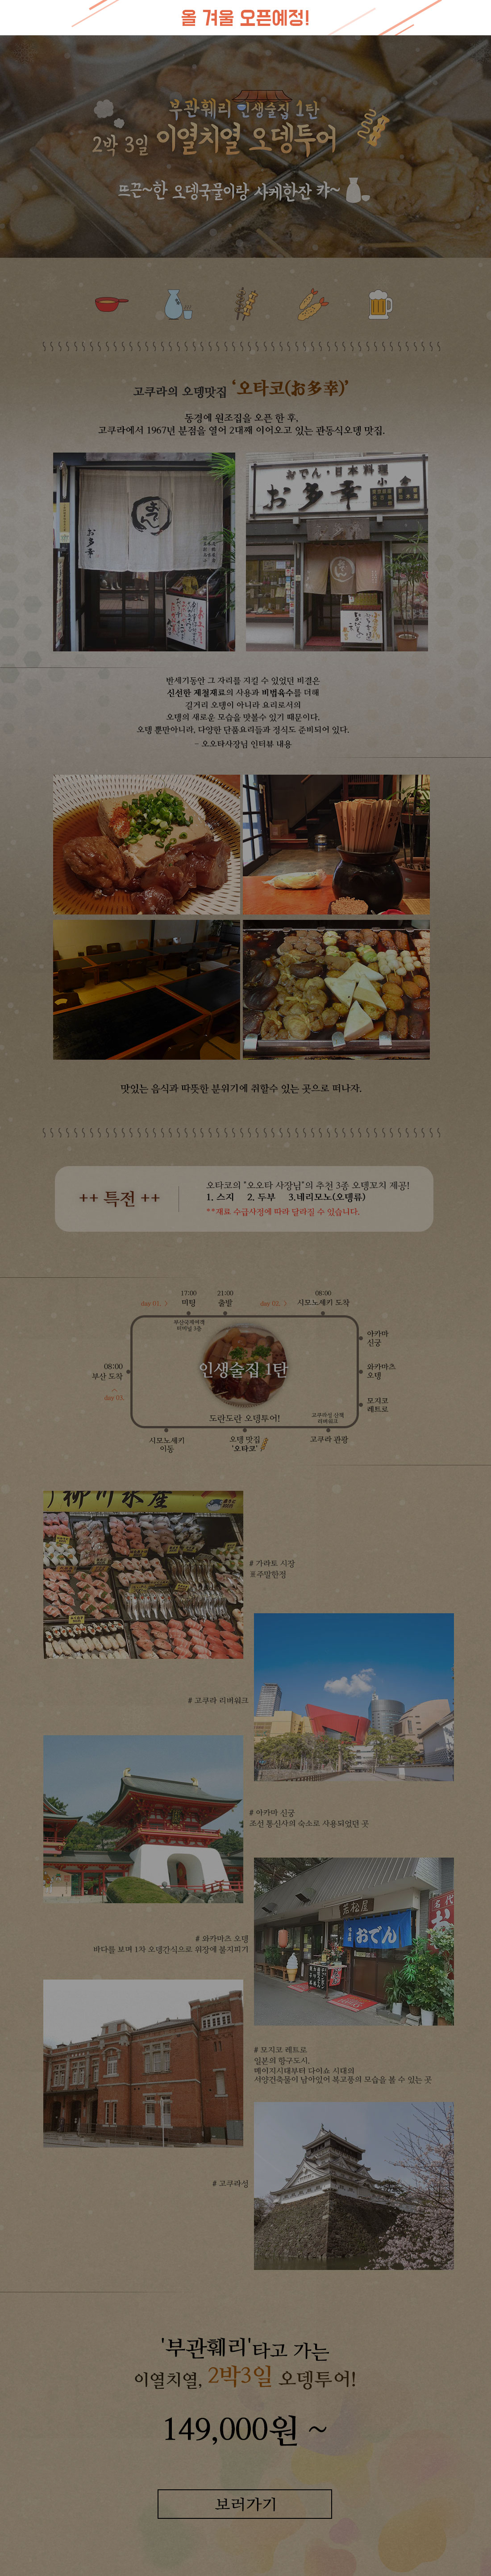 올 겨울 오픈예정!
부관훼리 인생술집 1탄
2박 3일 이열치열 오뎅투어
뜨끈~한 오뎅국물이랑 사케한잔 캬~
고쿠라의 오뎅맛집 '오타코(お多幸)'
동경에 원조집을 오픈 한 후,
고쿠라에서 1967년 분점을 열어 2대째 이어오고 있는 관동식오뎅 맛집.
おでん
お多幸
おでん・日本料理
お多幸 小倉
반세기동안 그 자리를 지킬 수 있었던 비결은
신선한 제철재료의 사용과 비법육수를 더해
길거리 오뎅이 아니라 요리로서의
오뎅의 새로운 모습을 맛볼수 있기 때문이다.
오뎅 뿐만아니라, 다양한 단품요리들과 정식도 준비되어 있다.
- 오오타사장님 인터뷰 내용
맛있는 음식과 따뜻한 분위기에 취할수 있는 곳으로 떠나자.
++ 특전 ++
오타코의 "오오타 사장님"의 추천 3종 오뎅꼬치 제공!
1. 스지 2. 두부 3.네리모노(오뎅류)
**재료 수급사정에 따라 달라질 수 있습니다.
day 01. >
17:00
미팅
부산국제여객
터미널 3층
21:00
출발
day 02. >
08:00
시모노세키 도착
아카마
신궁
와카마츠
오뎅
모지코
레트로
고쿠라성 산책
리버워크
고쿠라 관광
오뎅 맛집
'오타코'
시모노세키
이동
08:00
부산 도착
day 03.
인생술집 1탄
도란도란 오뎅투어!
柳川水産
# 가라토 시장
※주말한정
# 고쿠라 리버워크
# 아카마 신궁
조선 통신사의 숙소로 사용되었던 곳
# 와카마츠 오뎅
바다를 보며 1차 오뎅간식으로 위장에 불지피기
若松屋
おでん
名代
# 모지코 레트로
일본의 항구도시,
메이지시대부터 다이쇼 시대의
서양건축물이 남아있어 복고풍의 모습을 볼 수 있는 곳
# 고쿠라성
'부관훼리'타고 가는
이열치열, 2박3일 오뎅투어!
149,000원 ~
보러가기